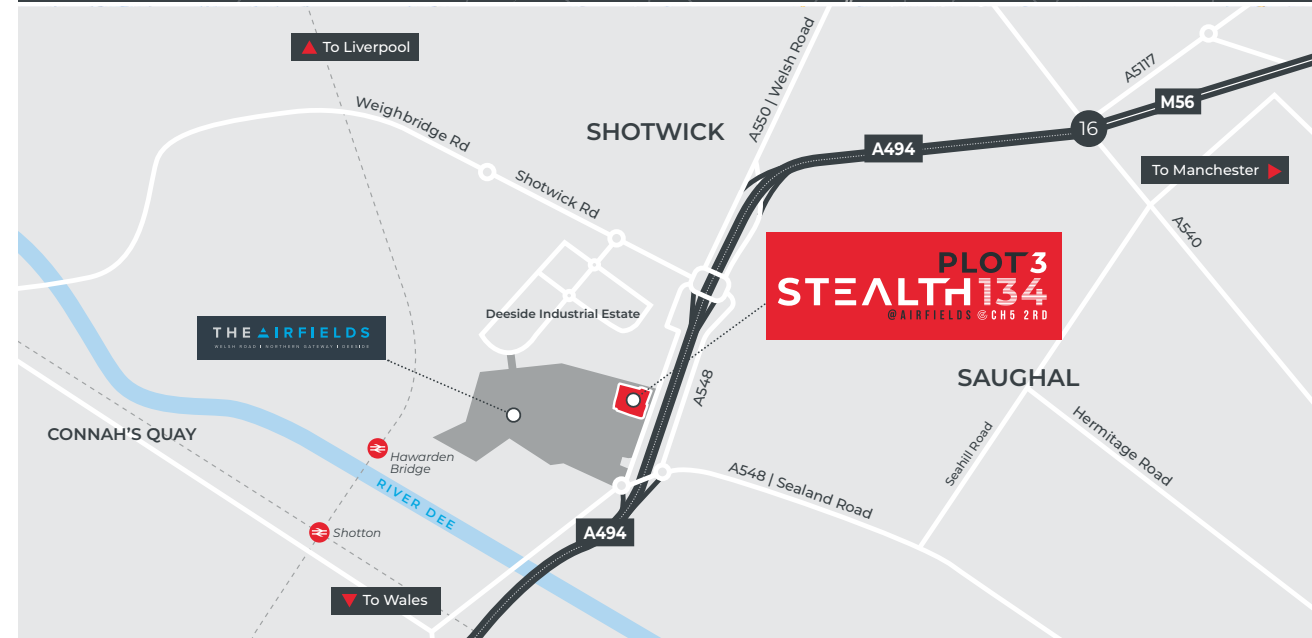 To Liverpool
A550 | Welsh Road
A5117
Weighbridge Rd
M56
SHOTWICK
16
A494
To Manchester
Shotwick Rd
A540
PLOT 3
STEALTH 134
@AIRFIELDS @CH5 2RD
Deeside Industrial Estate
THE AIRFIELDS
WELSH ROAD | NORTHERN GATEWAY | DEESIDE
A548
SAUGHAL
CONNAH'S QUAY
Hermitage Road
Seahill Road
Hawarden
Bridge
A548 | Sealand Road
RIVER DEE
Shotton
A494
To Wales